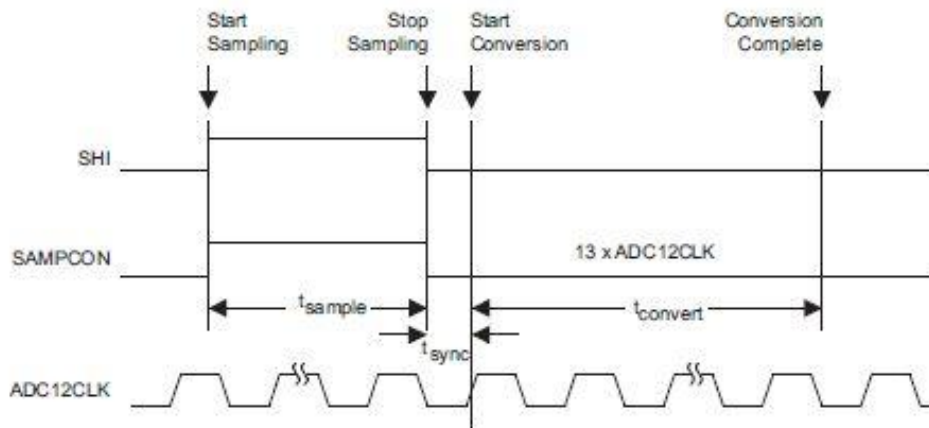 Start
Sampling
Stop
Sampling
Start
Conversion
Conversion
Complete
SHI
SAMPCON
13 x ADC12CLK
tsample
tconvert
tsync
ADC12CLK